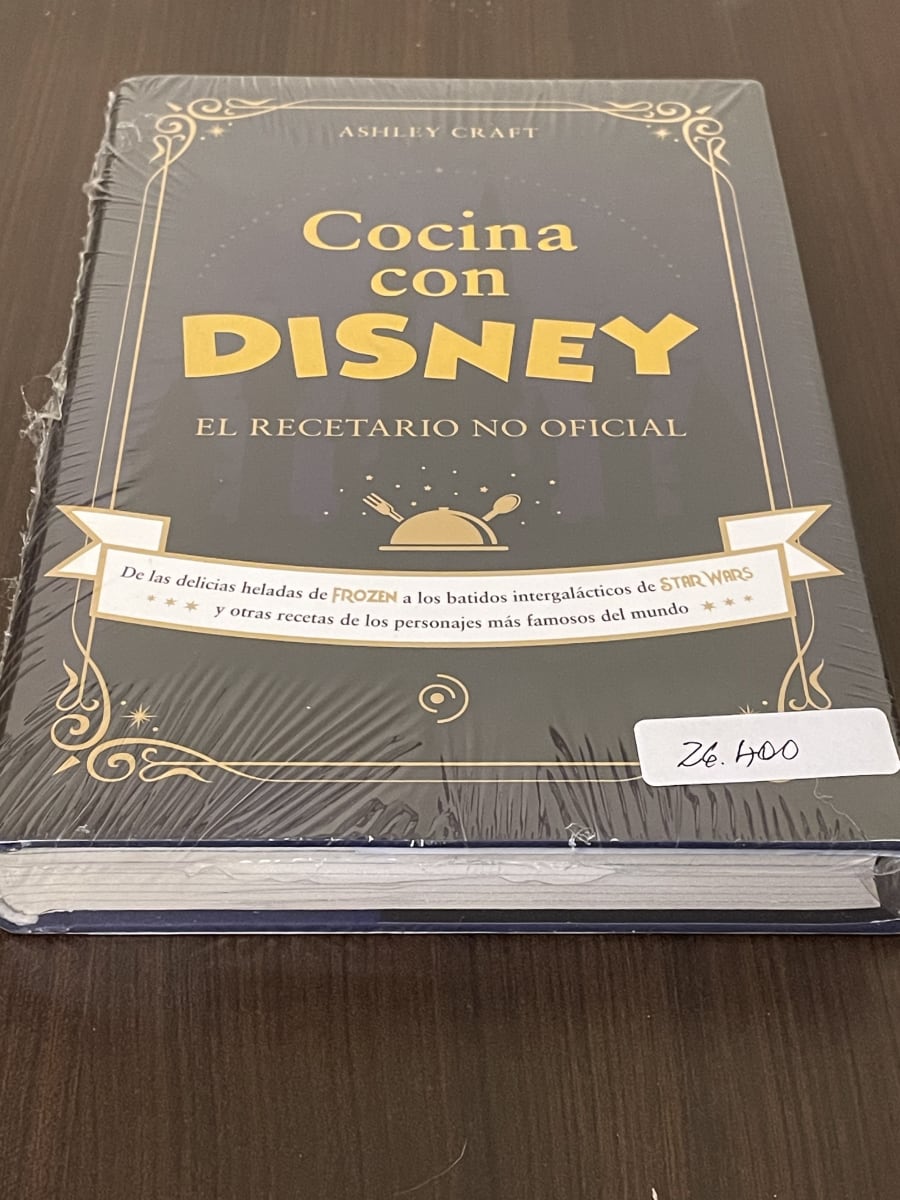 ASHLEY CRAFT
Cocina
con
DISNEY
EL RECETARIO NO OFICIAL
De las delicias heladas de FROZEN a los batidos intergalácticos de STAR WARS
y otras recetas de los personajes más famosos del mundo
26.400